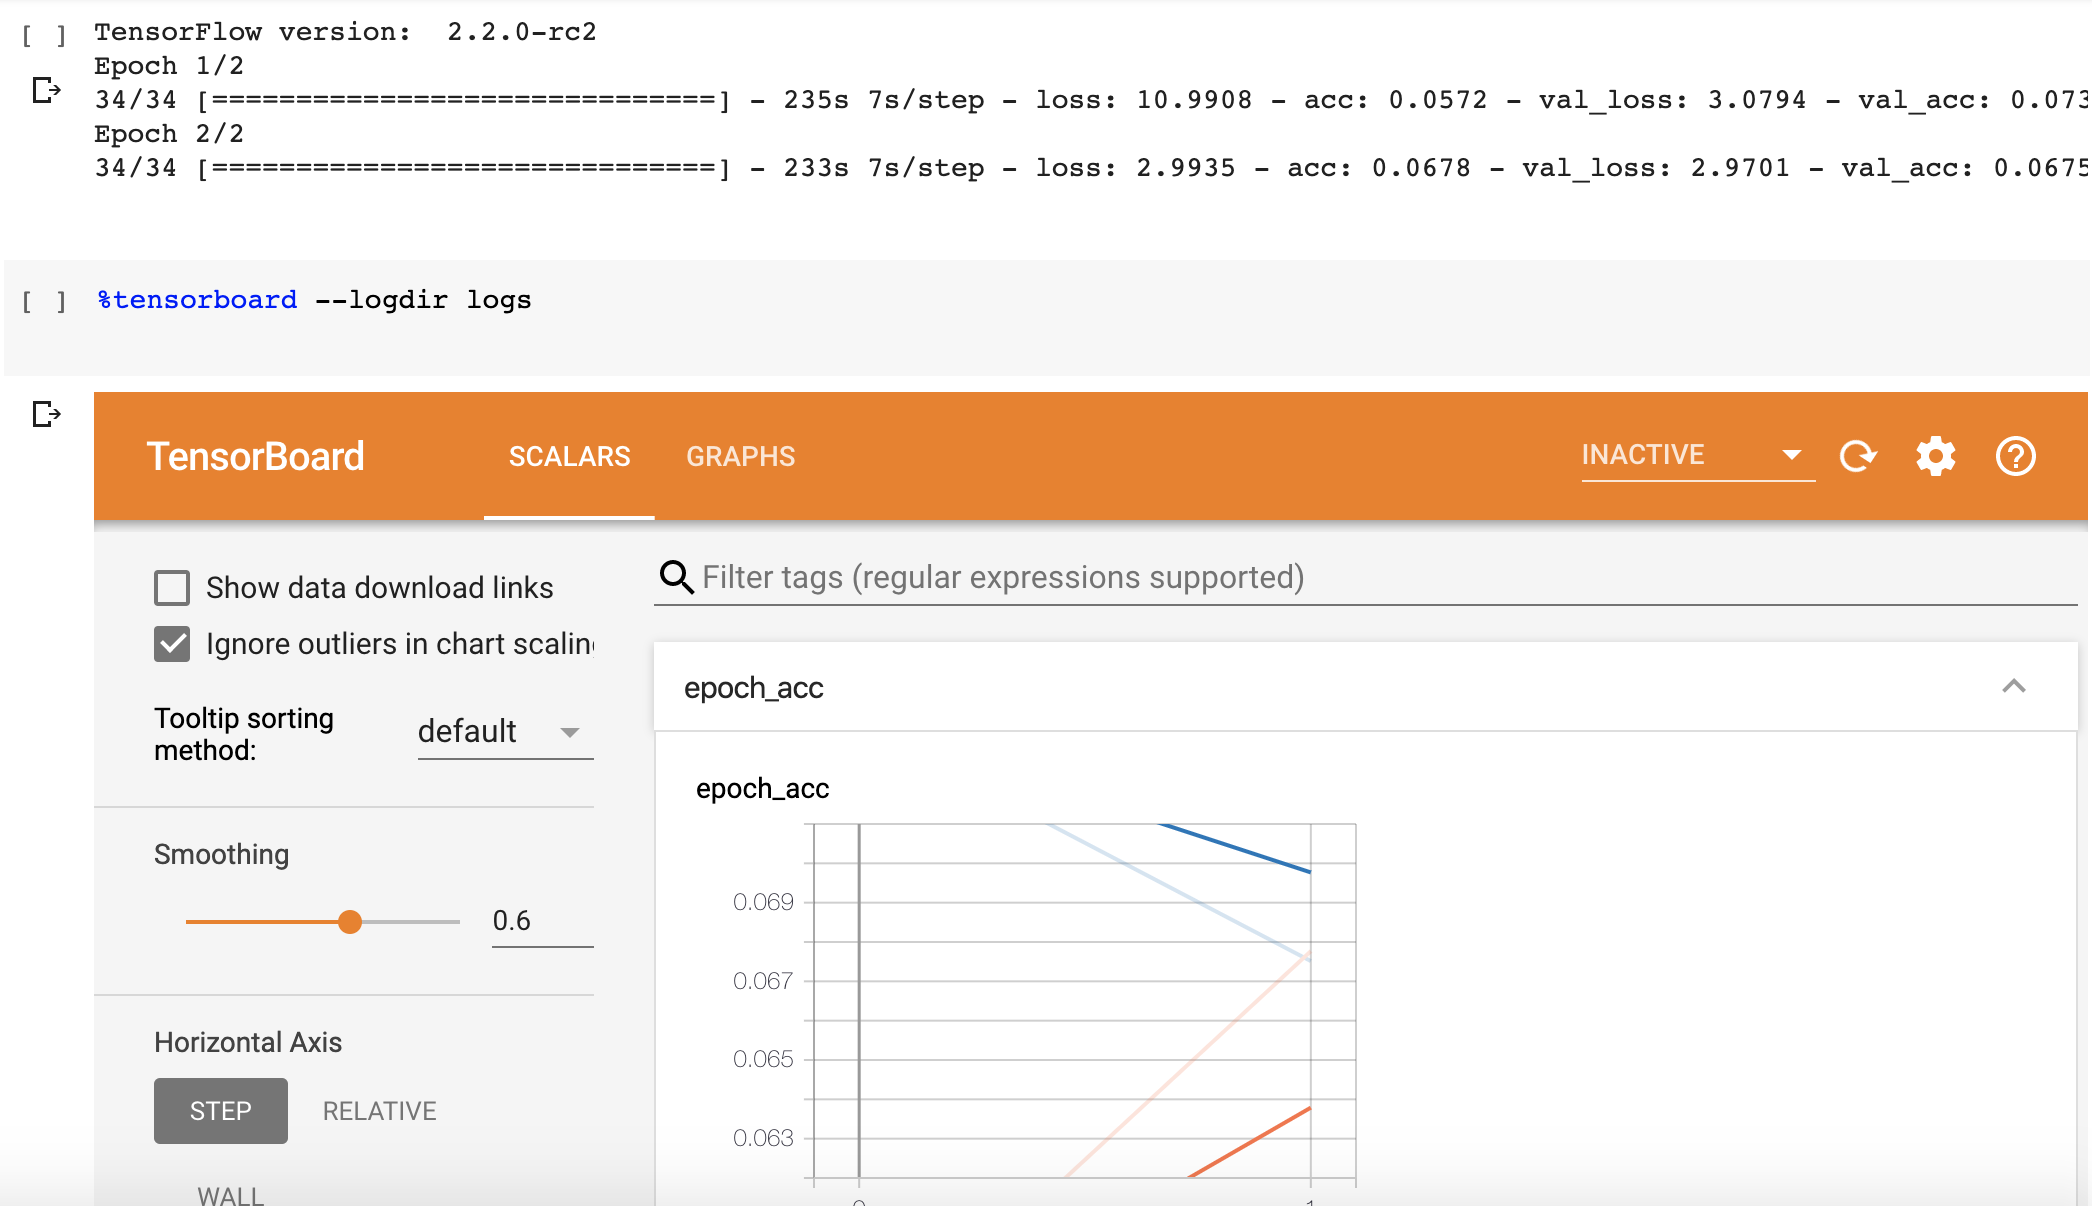 [ ] TensorFlow version:  2.2.0-rc2
Epoch 1/2
34/34 [==============================] - 235s 7s/step - loss: 10.9908 - acc: 0.0572 - val_loss: 3.0794 - val_acc: 0.073
Epoch 2/2
34/34 [==============================] - 233s 7s/step - loss: 2.9935 - acc: 0.0678 - val_loss: 2.9701 - val_acc: 0.0675
[ ] %tensorboard --logdir logs
TensorBoard SCALARS GRAPHS INACTIVE
Show data download links
Ignore outliers in chart scaling
Tooltip sorting
method: default
Smoothing
0.6
Horizontal Axis
STEP RELATIVE
WALL
Filter tags (regular expressions supported)
epoch_acc
epoch_acc
0.069
0.067
0.065
0.063
0 1